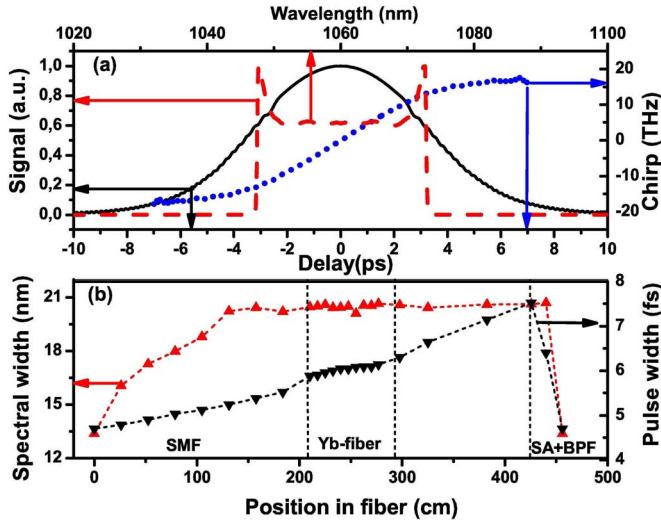 Wavelength (nm)
1020 1040 1060 1080 1100
(a)
Signal (a.u.)
1,0
0,8
0,6
0,4
0,2
0,0
20
10
0
-10
-20
Chirp (THz)
-10 -8 -6 -4 -2 0 2 4 6 8 10
Delay(ps)
(b)
Spectral width (nm)
21
18
15
12
8
7
6
5
4
Pulse width (fs)
SMF Yb-fiber SA+BPF
0 100 200 300 400 500
Position in fiber (cm)